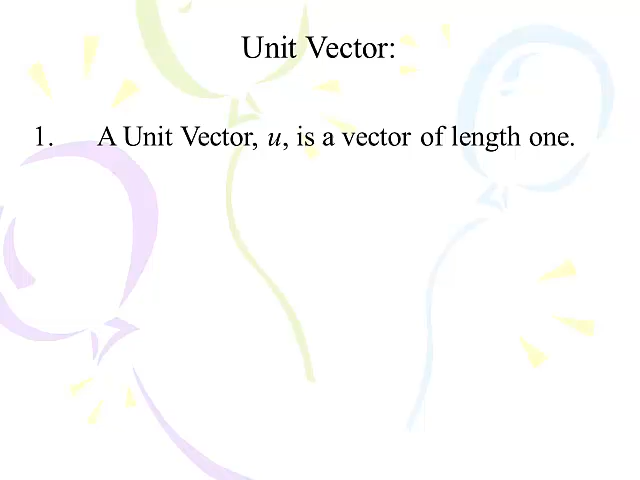 Unit Vector:
1. A Unit Vector, u, is a vector of length one.